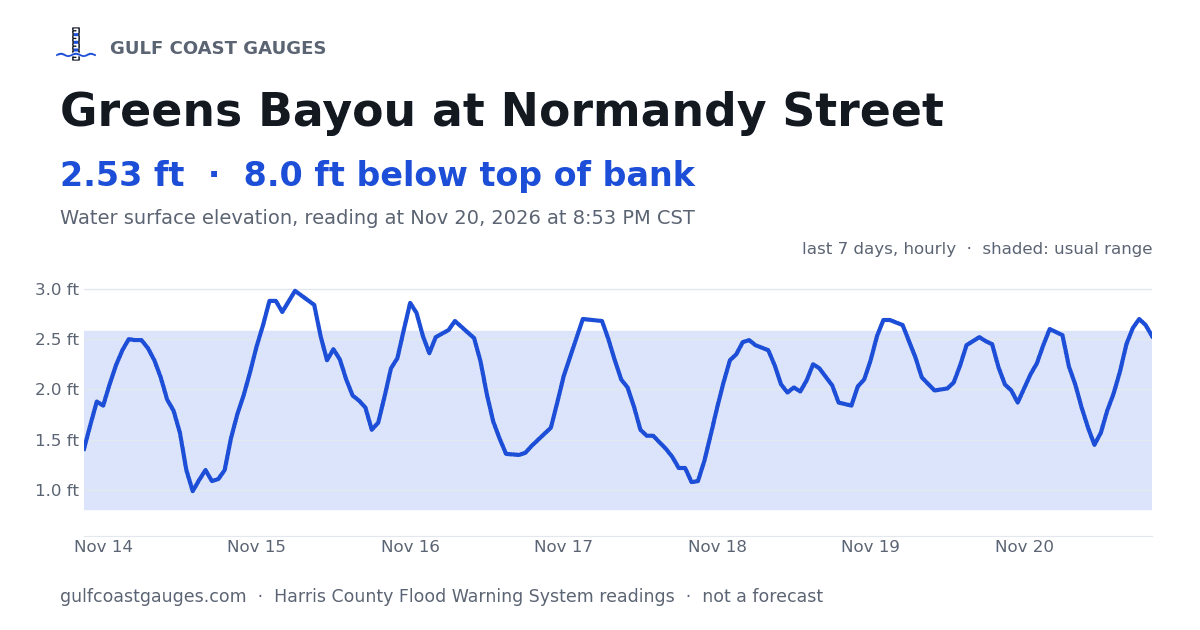 GULF COAST GAUGES
Greens Bayou at Normandy Street
2.53 ft · 8.0 ft below top of bank
Water surface elevation, reading at Nov 20, 2026 at 8:53 PM CST
last 7 days, hourly · shaded: usual range
3.0 ft
2.5 ft
2.0 ft
1.5 ft
1.0 ft
Nov 14 Nov 15 Nov 16 Nov 17 Nov 18 Nov 19 Nov 20
gulfcoastgauges.com · Harris County Flood Warning System readings · not a forecast